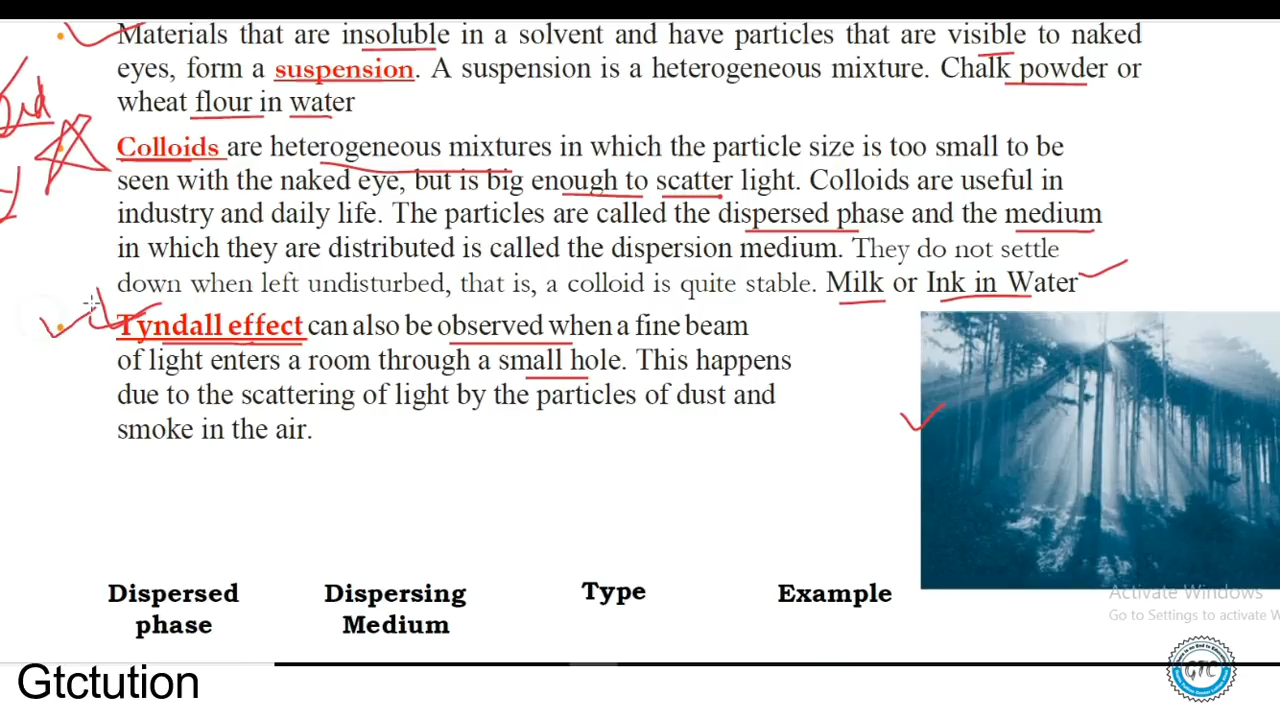 Materials that are insoluble in a solvent and have particles that are visible to naked
eyes, form a suspension. A suspension is a heterogeneous mixture. Chalk powder or
wheat flour in water
Colloids are heterogeneous mixtures in which the particle size is too small to be
seen with the naked eye, but is big enough to scatter light. Colloids are useful in
industry and daily life. The particles are called the dispersed phase and the medium
in which they are distributed is called the dispersion medium. They do not settle
down when left undisturbed, that is, a colloid is quite stable. Milk or Ink in Water
Tyndall effect can also be observed when a fine beam
of light enters a room through a small hole. This happens
due to the scattering of light by the particles of dust and
smoke in the air.
Dispersed phase
Dispersing Medium
Type
Example
Activate Windows
Go to Settings to activate W
Gtctution
GTC